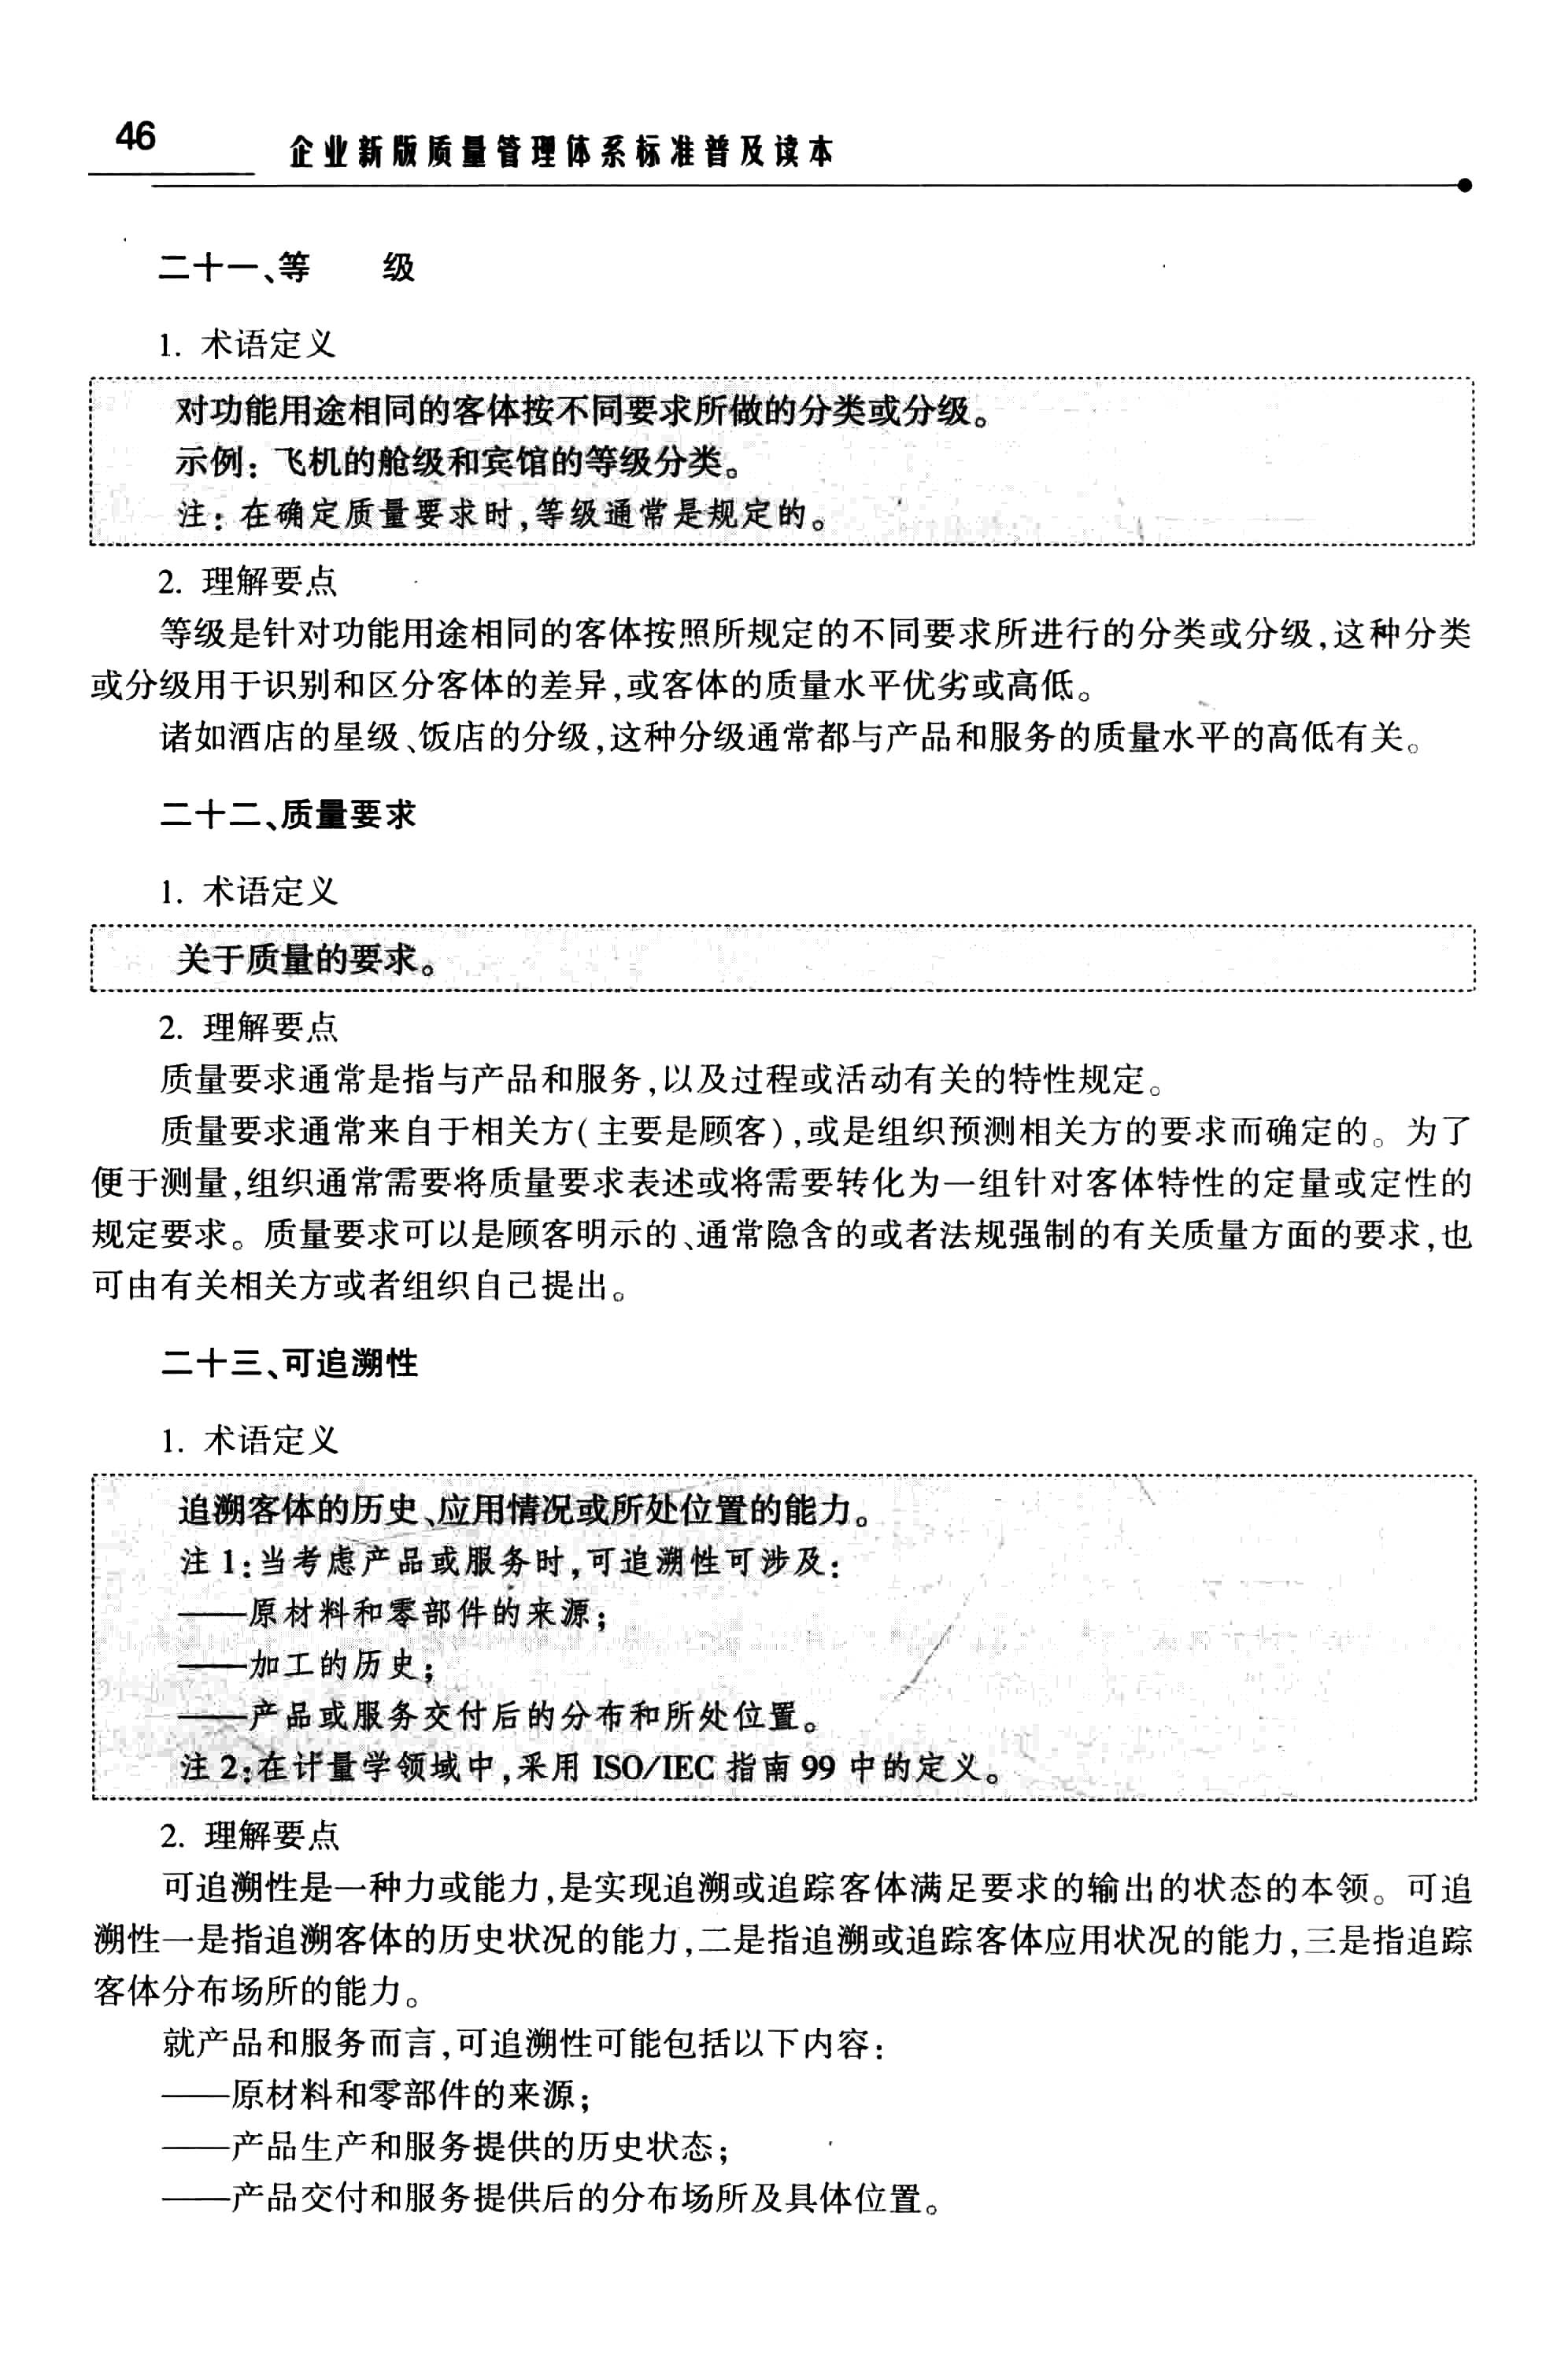 46
企业新版质量管理体系标准普及读本
二十一、等 级
1. 术语定义
对功能用途相同的客体按不同要求所做的分类或分级。
示例：飞机的舱级和宾馆的等级分类。
注：在确定质量要求时,等级通常是规定的。
2. 理解要点
等级是针对功能用途相同的客体按照所规定的不同要求所进行的分类或分级,这种分类
或分级用于识别和区分客体的差异,或客体的质量水平优劣或高低。
诸如酒店的星级、饭店的分级,这种分级通常都与产品和服务的质量水平的高低有关。
二十二、质量要求
1. 术语定义
关于质量的要求。
2. 理解要点
质量要求通常是指与产品和服务,以及过程或活动有关的特性规定。
质量要求通常来自于相关方(主要是顾客),或是组织预测相关方的要求而确定的。为了
便于测量,组织通常需要将质量要求表述或将需要转化为一组针对客体特性的定量或定性的
规定要求。质量要求可以是顾客明示的、通常隐含的或者法规强制的有关质量方面的要求,也
可由有关相关方或者组织自己提出。
二十三、可追溯性
1. 术语定义
追溯客体的历史、应用情况或所处位置的能力。
注1:当考虑产品或服务时,可追溯性可涉及:
——原材料和零部件的来源;
——加工的历史;
——产品或服务交付后的分布和所处位置。
注2:在计量学领域中,采用 ISO/IEC 指南 99 中的定义。
2. 理解要点
可追溯性是一种力或能力,是实现追溯或追踪客体满足要求的输出的状态的本领。可追
溯性一是指追溯客体的历史状况的能力,二是指追溯或追踪客体应用状况的能力,三是指追踪
客体分布场所的能力。
就产品和服务而言,可追溯性可能包括以下内容:
——原材料和零部件的来源;
——产品生产和服务提供的历史状态;
——产品交付和服务提供后的分布场所及具体位置。